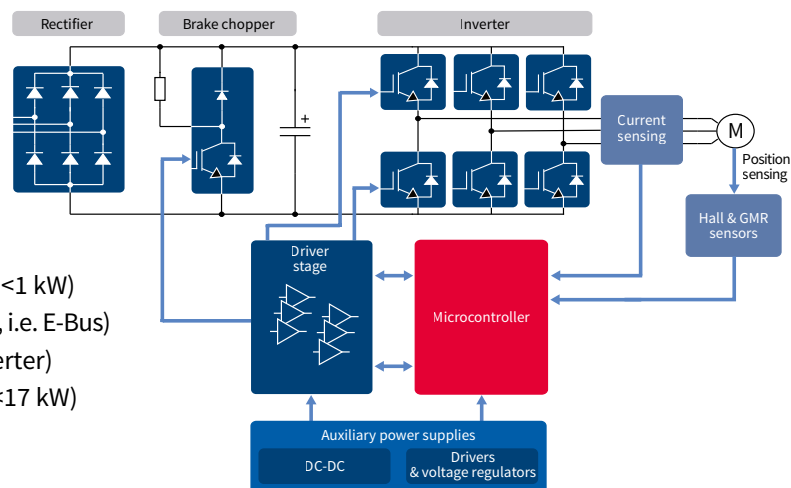 Rectifier
Brake chopper
Inverter
+
Current
sensing
M
Position
sensing
Hall & GMR
sensors
Driver
stage
Microcontroller
<1 kW)
, i.e. E-Bus)
erter)
<17 kW)
Auxiliary power supplies
DC-DC
Drivers
& voltage regulators